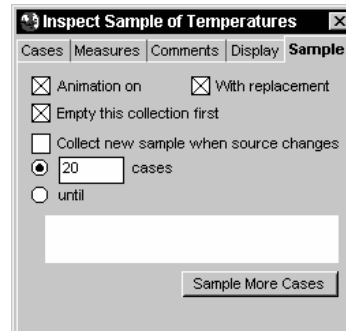 Inspect Sample of Temperatures
Cases Measures Comments Display Sample
Animation on With replacement
Empty this collection first
Collect new sample when source changes
20 cases
until
Sample More Cases